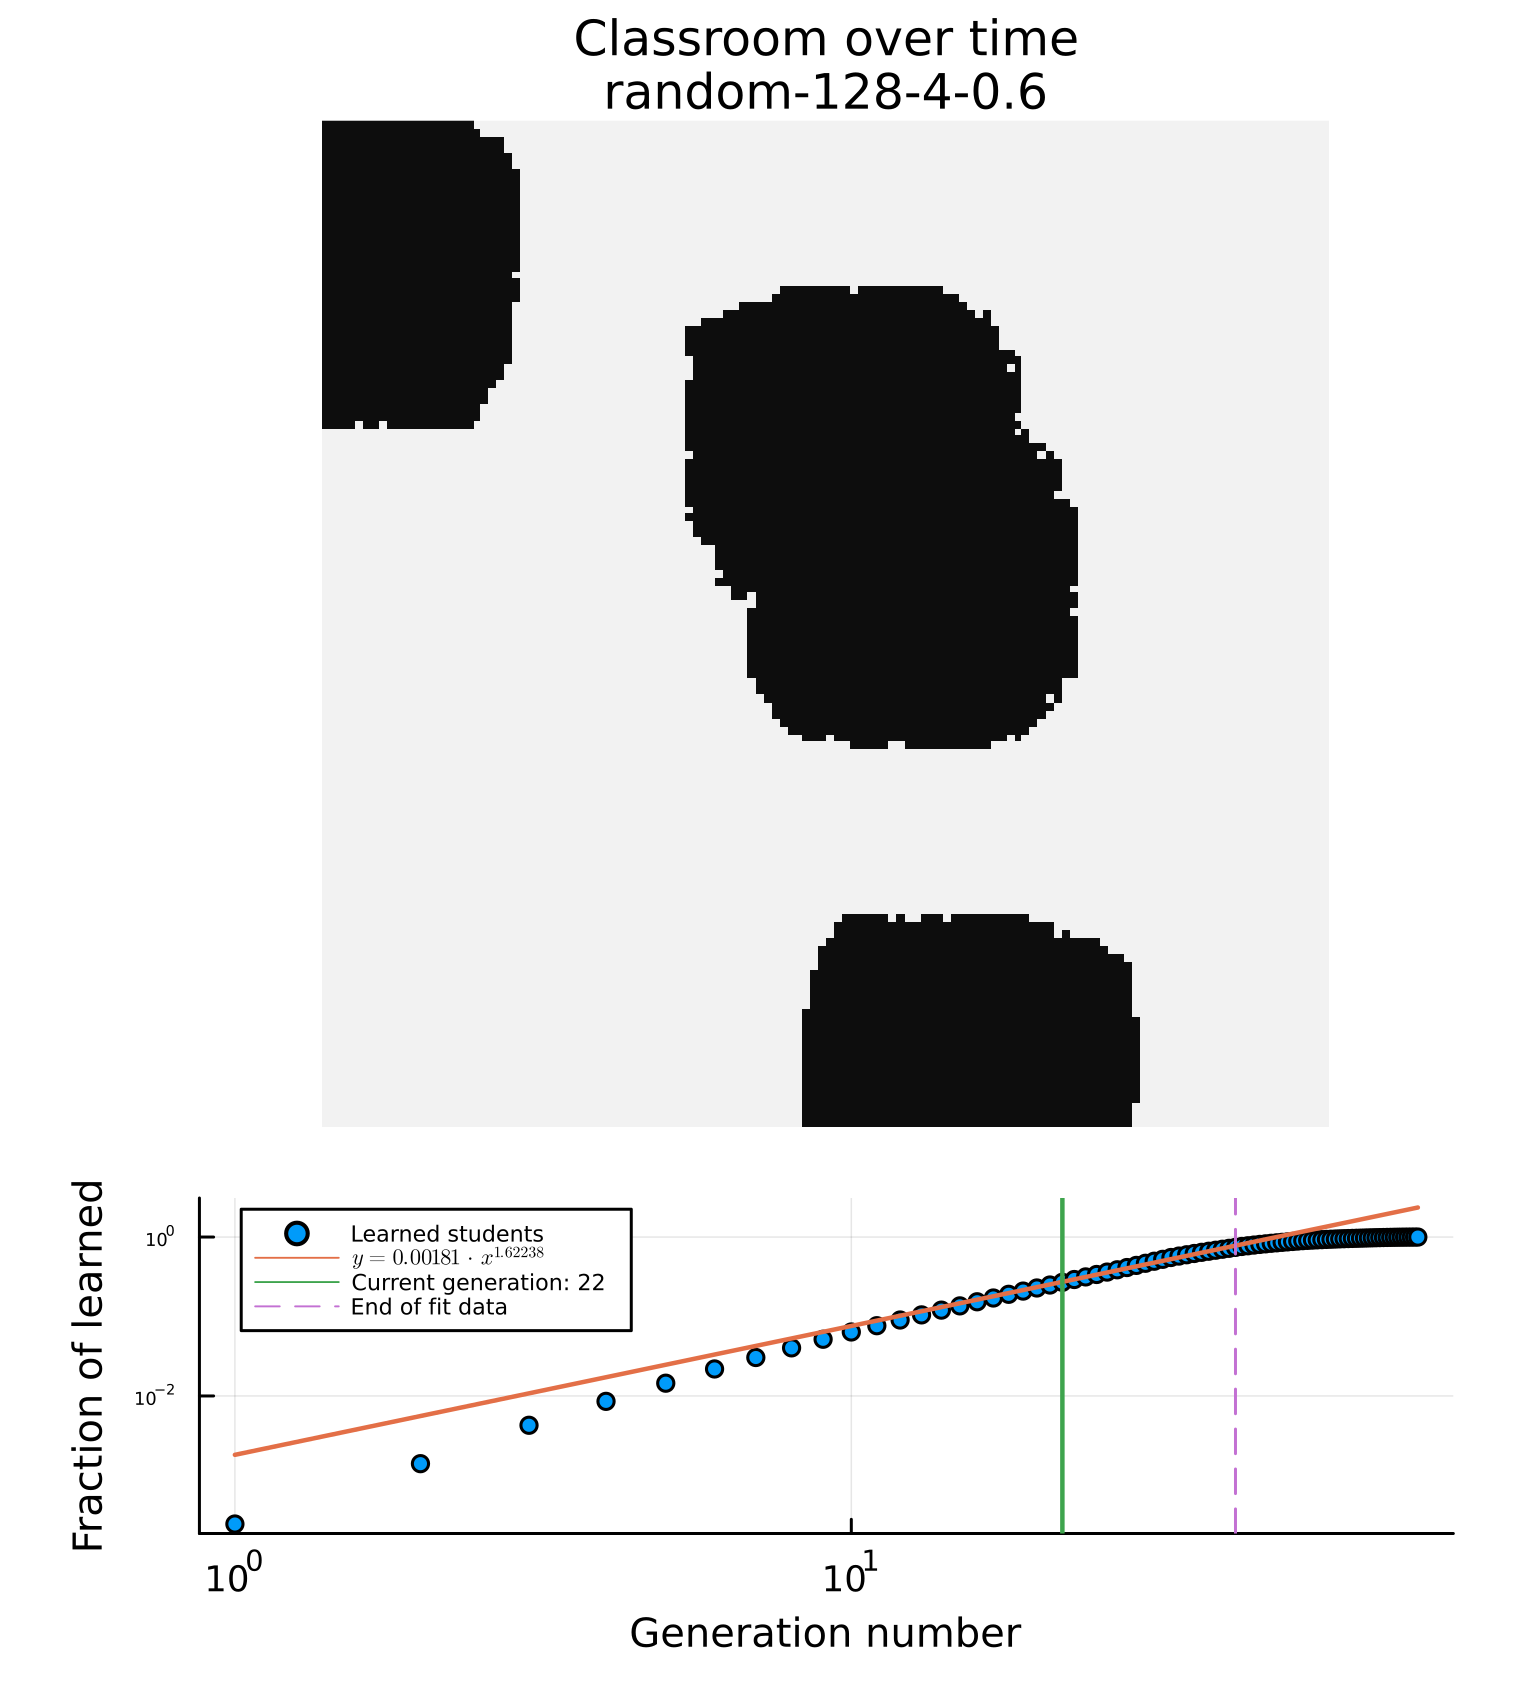 Classroom over time
random-128-4-0.6
Fraction of learned
10^0
10^-2
Learned students
y = 0.00181 · x^1.62238
Current generation: 22
End of fit data
10^0
10^1
Generation number